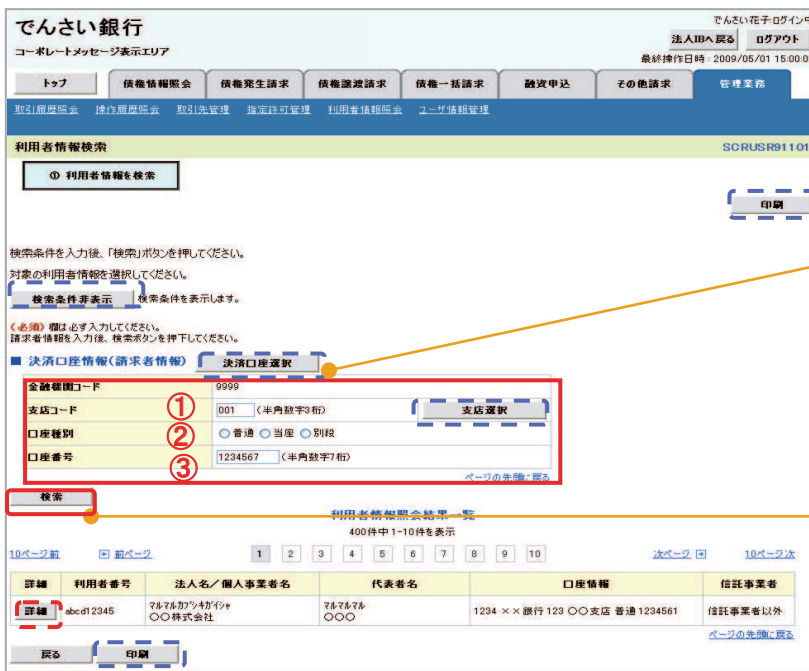 でんさい銀行
でんさい花子:ログイン中
コーポレートメッセージ表示エリア
法人IBへ戻る ログアウト
最終操作日時:2009/05/01 15:00:0
トップ 債権情報照会 債権発生請求 債権譲渡請求 債権一括請求 融資申込 その他請求 管理業務
取引履歴照会 操作履歴照会 取引先管理 指定許可管理 利用者情報照会 ユーザ情報管理
利用者情報検索 SCRUSR91101
① 利用者情報を検索
印刷
検索条件を入力後、「検索」ボタンを押してください。
対象の利用者情報を選択してください。
検索条件非表示 検索条件を表示します。
(必須)欄は必ず入力してください。
請求者情報を入力後、検索ボタンを押下してください。
■ 決済口座情報(請求者情報) 決済口座選択
金融機関コード 9999
支店コード ① 001 (半角数字3桁) 支店選択
口座種別 ② 普通 当座 別段
口座番号 ③ 1234567 (半角数字7桁)
ページの先頭に戻る
検索
利用者情報照会結果一覧
400件中1-10件を表示
10ページ前 前ページ 1 2 3 4 5 6 7 8 9 10 次ページ 10ページ次
詳細 利用者番号 法人名/個人事業者名 代表者名 口座情報 信託事業者
詳細 abcd12345 マルマルカブシキガイシャ マルマルマル 1234 ××銀行 123 〇〇支店 普通 1234561 信託事業者以外
〇〇株式会社 〇〇〇
ページの先頭に戻る
戻る 印刷